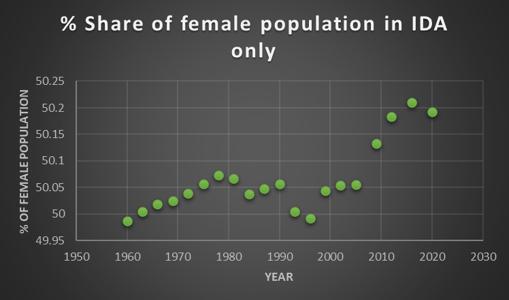 % Share of female population in IDA
only
50.25
50.2
50.15
50.1
50.05
50
49.95
% OF FEMALE POPULATION
1950 1960 1970 1980 1990 2000 2010 2020 2030
YEAR